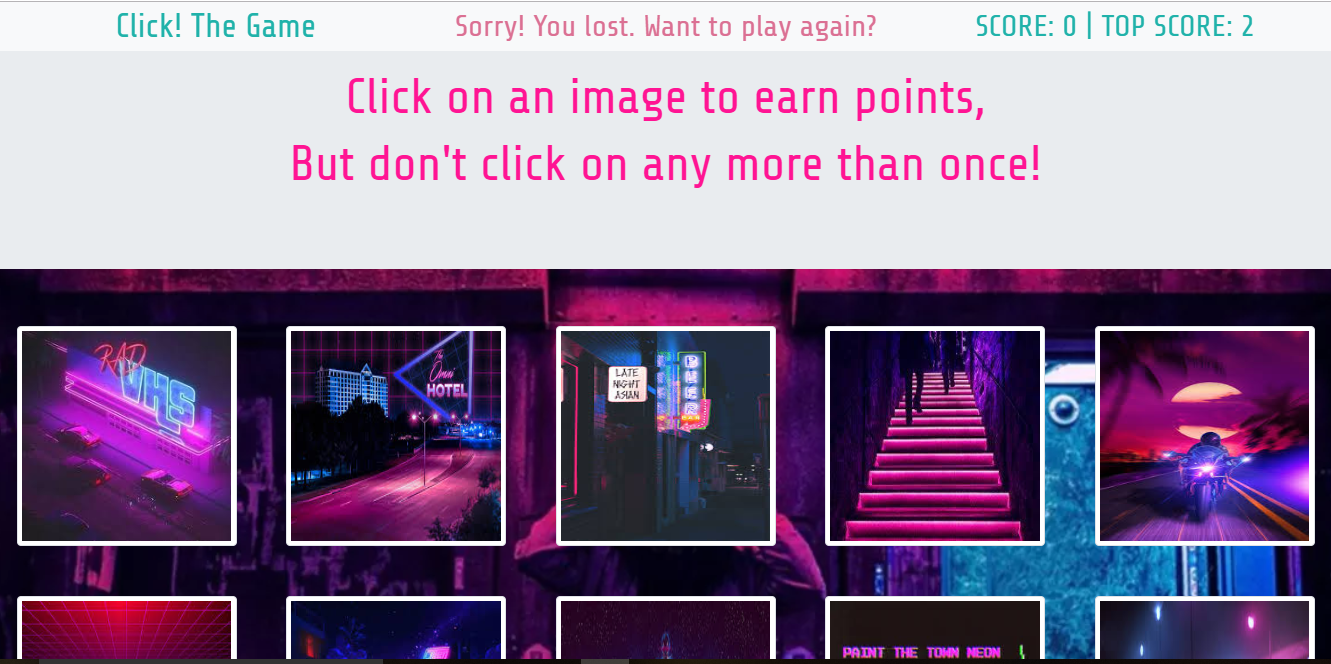 Click! The Game
Sorry! You lost. Want to play again?
SCORE: 0 | TOP SCORE: 2
Click on an image to earn points,
But don't click on any more than once!
RAD
VHS
The
Omni
HOTEL
LATE
NIGHT
ASIAN
BEER
PAINT THE TOWN NEON